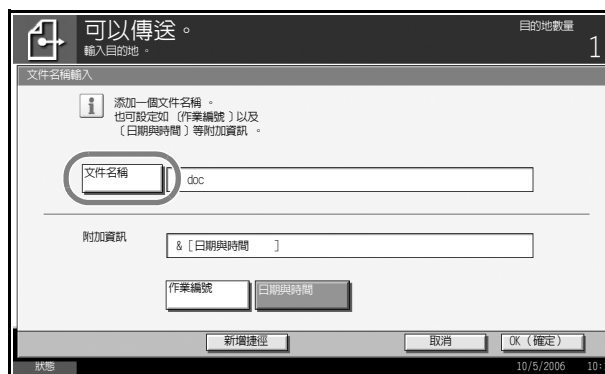 可以傳送。
輸入目的地。
目的地數量
1
文件名稱輸入
i
添加一個文件名稱。
也可設定如〔作業編號〕以及
〔日期與時間〕等附加資訊。
文件名稱
doc
附加資訊
& [日期與時間 ]
作業編號
日期與時間
新增捷徑
取消
OK（確定）
狀態
10/5/2006 10: